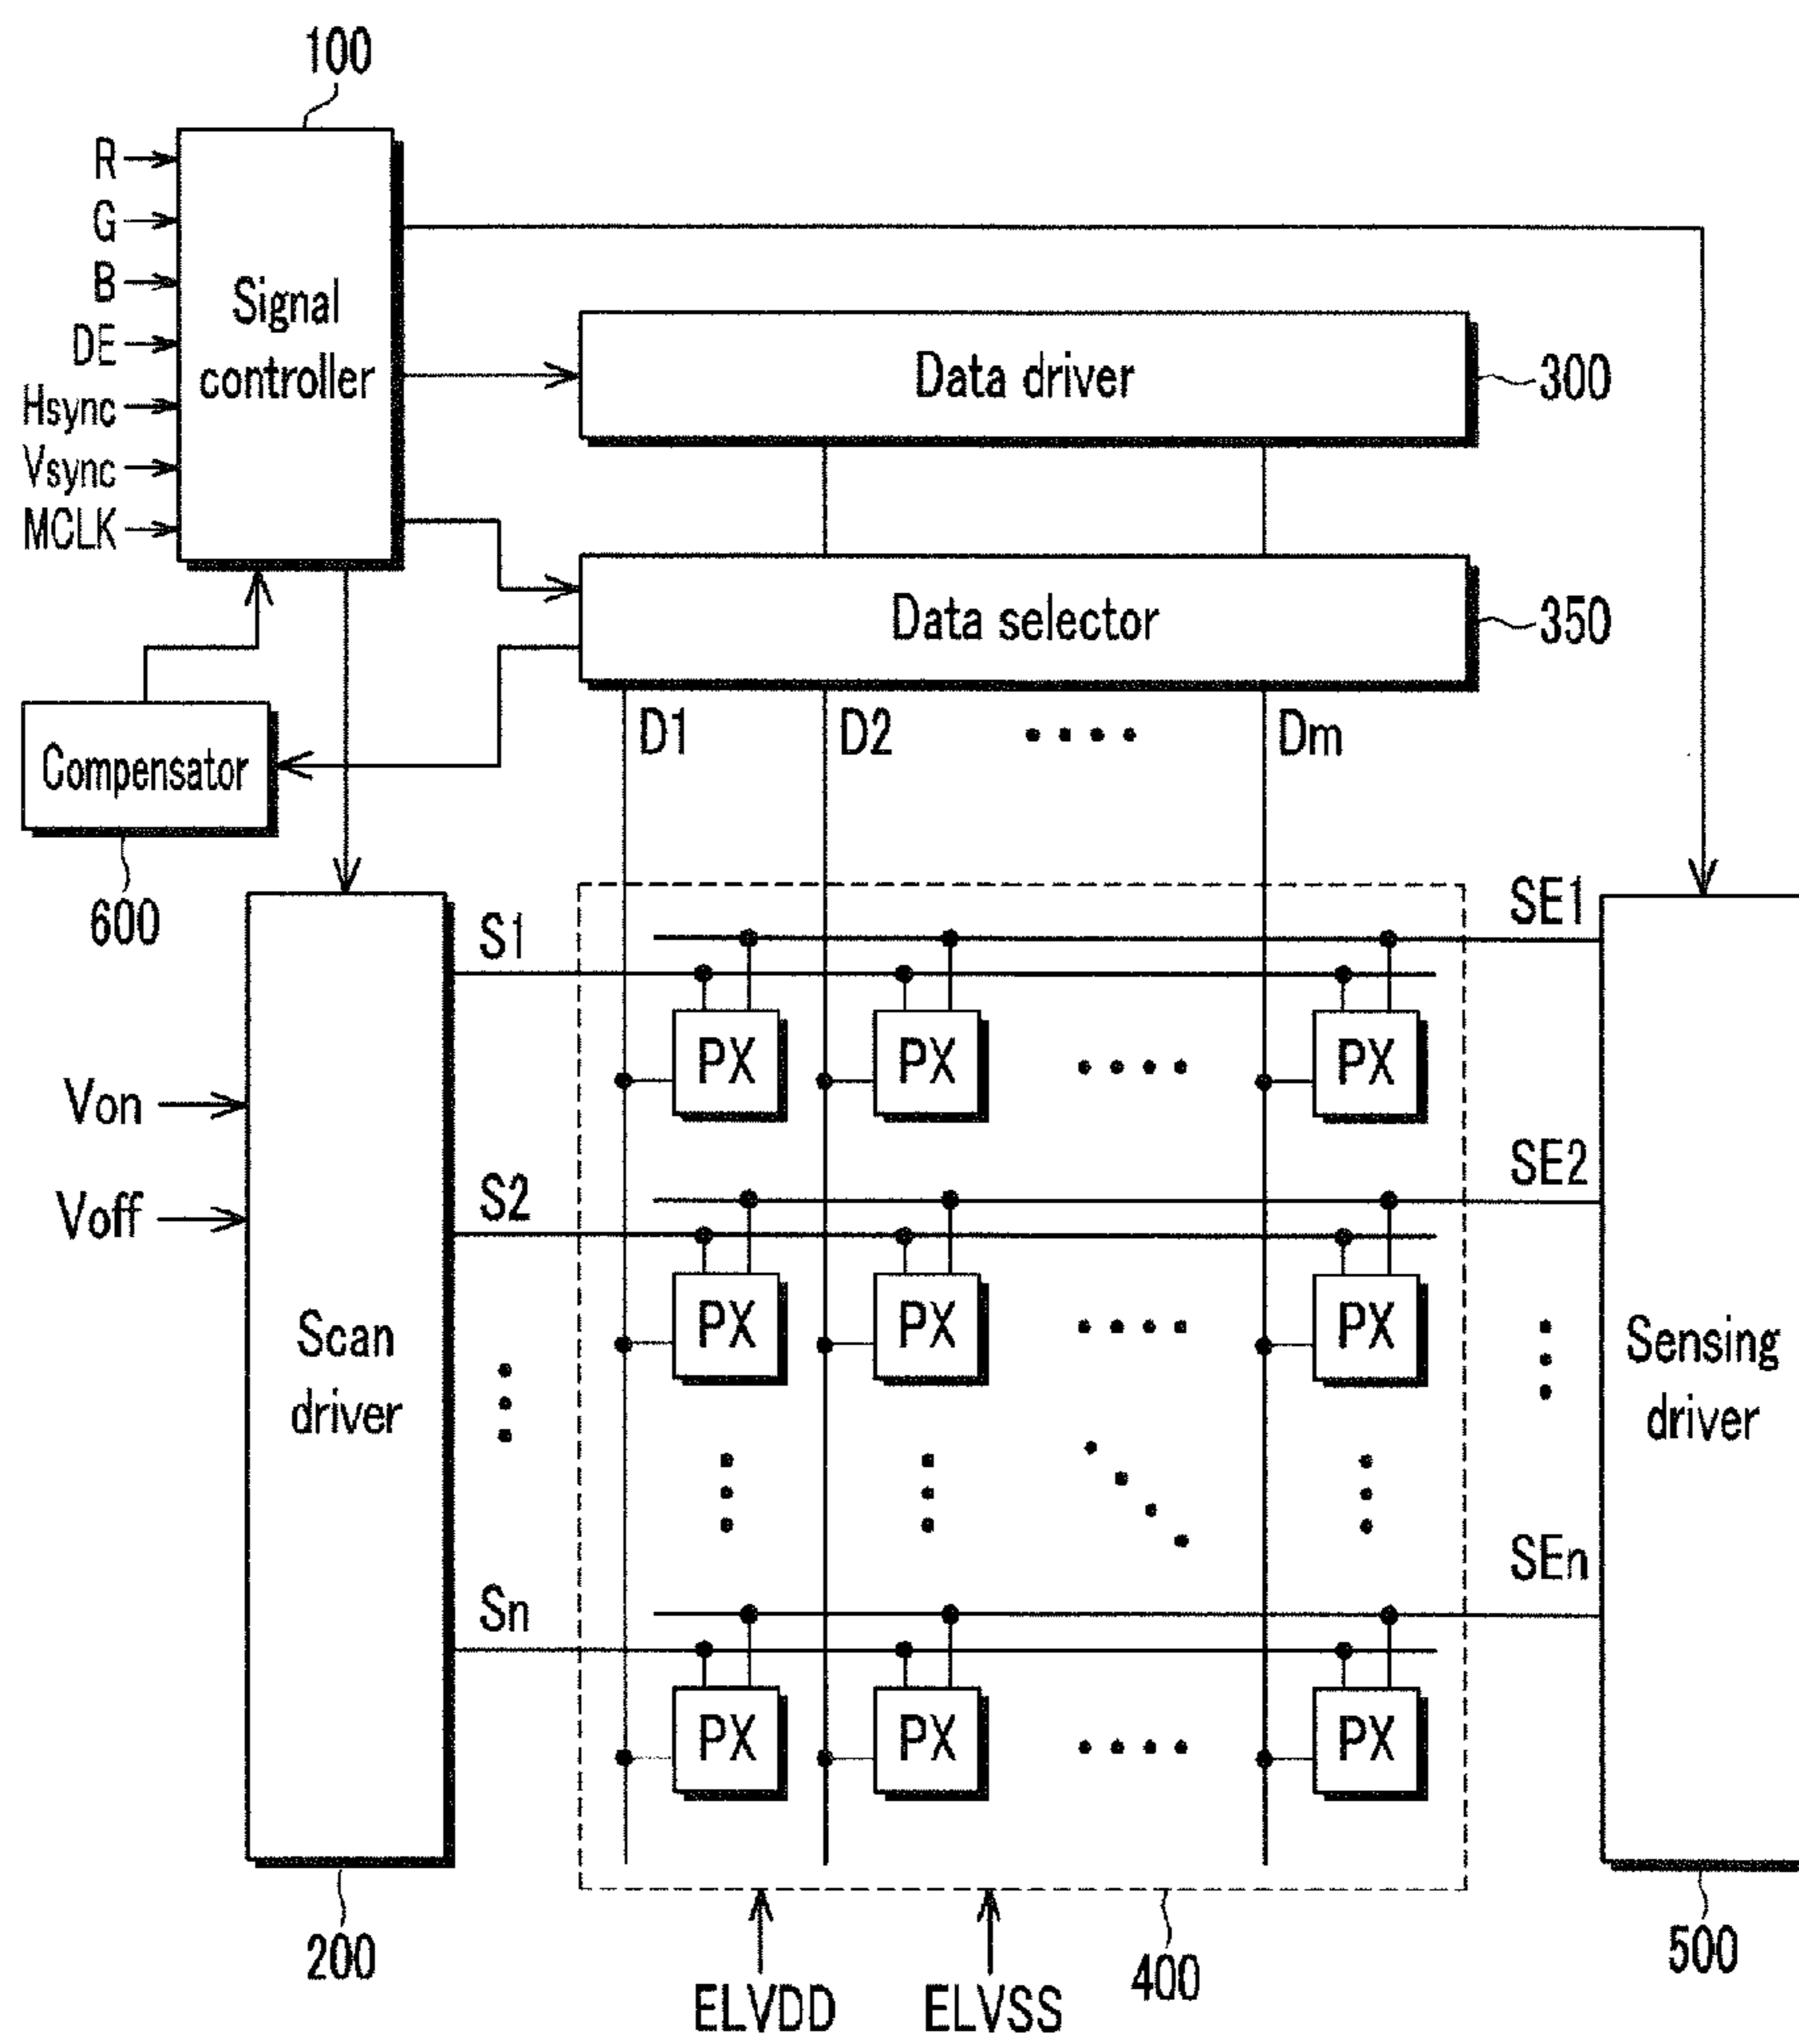 100
R
G
B
DE
Hsync
Vsync
MCLK
Signal
controller
Data driver
300
Data selector
350
Compensator
600
D1
D2
Dm
S1
SE1
PX
PX
PX
Von
Voff
S2
SE2
PX
PX
PX
Scan
driver
Sensing
driver
Sn
SEn
PX
PX
PX
200
ELVDD
ELVSS
400
500